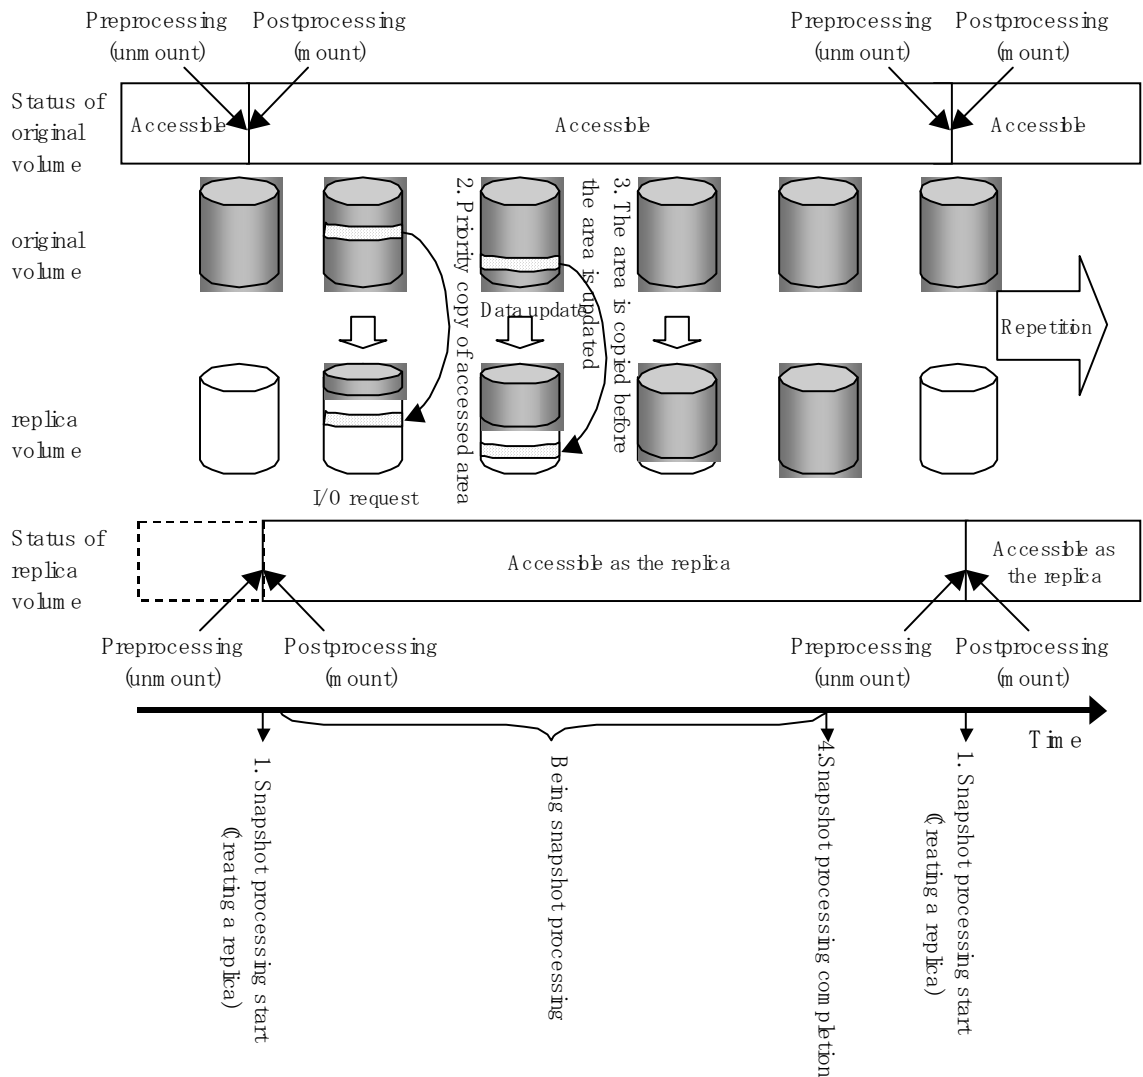 Preprocessing
(unmount)
Postprocessing
(mount)
Preprocessing
(unmount)
Postprocessing
(mount)
Status of
original
volume
Accessible
Accessible
Accessible
original
volume
2. Priority copy of accessed area
3. The area is copied before
the area is updated
Data update
Repetition
replica
volume
I/O request
Status of
replica
volume
Accessible as the replica
Accessible as
the replica
Preprocessing
(unmount)
Postprocessing
(mount)
Preprocessing
(unmount)
Postprocessing
(mount)
Time
1. Snapshot processing start
(Creating a replica)
Being snapshot processing
4.Snapshot processing completion
1. Snapshot processing start
(Creating a replica)